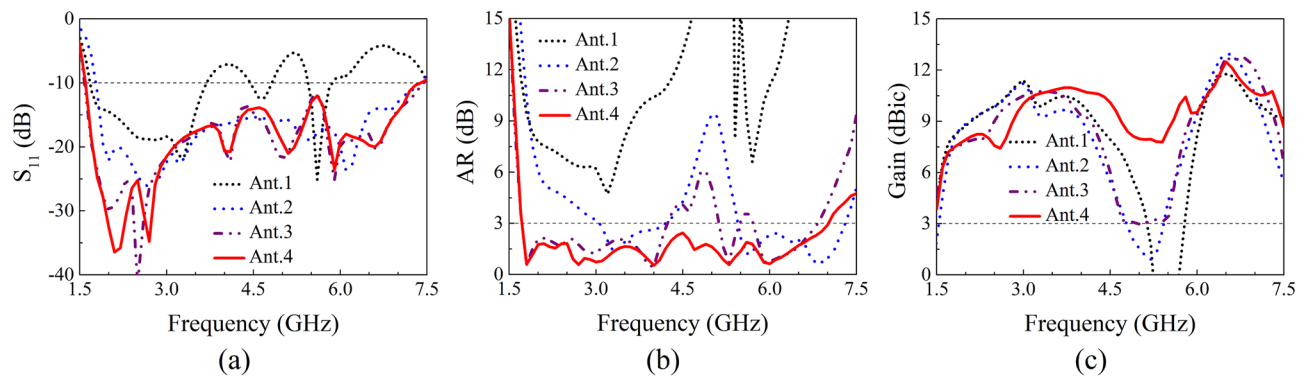 0
-10
-20
-30
-40
S11 (dB)
Ant.1
Ant.2
Ant.3
Ant.4
1.5 3.0 4.5 6.0 7.5
Frequency (GHz)
(a)
15
12
9
6
3
0
AR (dB)
Ant.1
Ant.2
Ant.3
Ant.4
1.5 3.0 4.5 6.0 7.5
Frequency (GHz)
(b)
15
12
9
6
3
0
Gain (dBic)
Ant.1
Ant.2
Ant.3
Ant.4
1.5 3.0 4.5 6.0 7.5
Frequency (GHz)
(c)